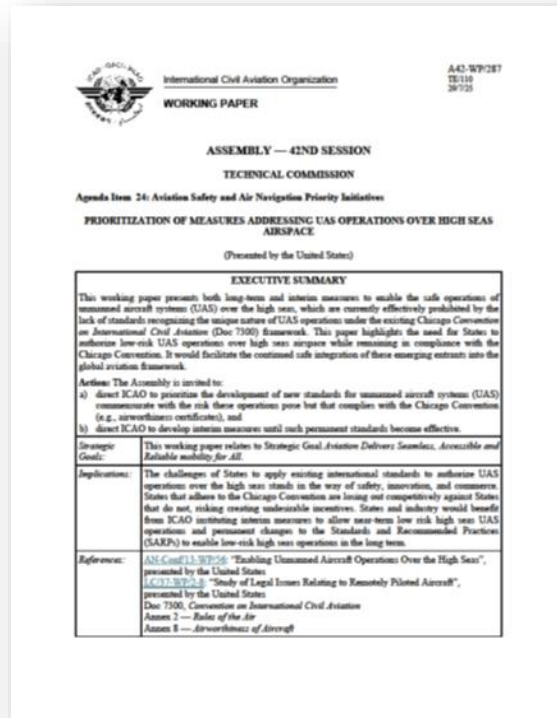 ICAO · OACI · ИКАО
International Civil Aviation Organization
WORKING PAPER
A42-WP/287
TE/110
29/7/25
ASSEMBLY — 42ND SESSION
TECHNICAL COMMISSION
Agenda Item 24: Aviation Safety and Air Navigation Priority Initiatives
PRIORITIZATION OF MEASURES ADDRESSING UAS OPERATIONS OVER HIGH SEAS
AIRSPACE
(Presented by the United States)
EXECUTIVE SUMMARY
This working paper presents both long-term and interim measures to enable the safe operations of
unmanned aircraft systems (UAS) over the high seas, which are currently effectively prohibited by the
lack of standards recognizing the unique nature of UAS operations under the existing Chicago Convention
on International Civil Aviation (Doc 7300) framework. This paper highlights the need for States to
authorize low-risk UAS operations over high seas airspace while remaining in compliance with the
Chicago Convention. It would facilitate the continued safe integration of these emerging entrants into the
global aviation framework.
Action: The Assembly is invited to:
a) direct ICAO to prioritize the development of new standards for unmanned aircraft systems (UAS)
commensurate with the risk these operations pose but that complies with the Chicago Convention
(e.g., airworthiness certificates), and
b) direct ICAO to develop interim measures until such permanent standards become effective.
Strategic
Goals:
This working paper relates to Strategic Goal Aviation Delivers Seamless, Accessible and
Reliable mobility for All.
Implications:
The challenges of States to apply existing international standards to authorize UAS
operations over the high seas stands in the way of safety, innovation, and commerce.
States that adhere to the Chicago Convention are losing out competitively against States
that do not, risking creating undesirable incentives. States and industry would benefit
from ICAO instituting interim measures to allow near-term low risk high seas UAS
operations and permanent changes to the Standards and Recommended Practices
(SARPs) to enable low-risk high seas operations in the long term.
References:
AN-Conf/13-WP/56: "Enabling Unmanned Aircraft Operations Over the High Seas",
presented by the United States
LC/37-WP/2-8: "Study of Legal Issues Relating to Remotely Piloted Aircraft",
presented by the United States
Doc 7300, Convention on International Civil Aviation
Annex 2 — Rules of the Air
Annex 8 — Airworthiness of Aircraft